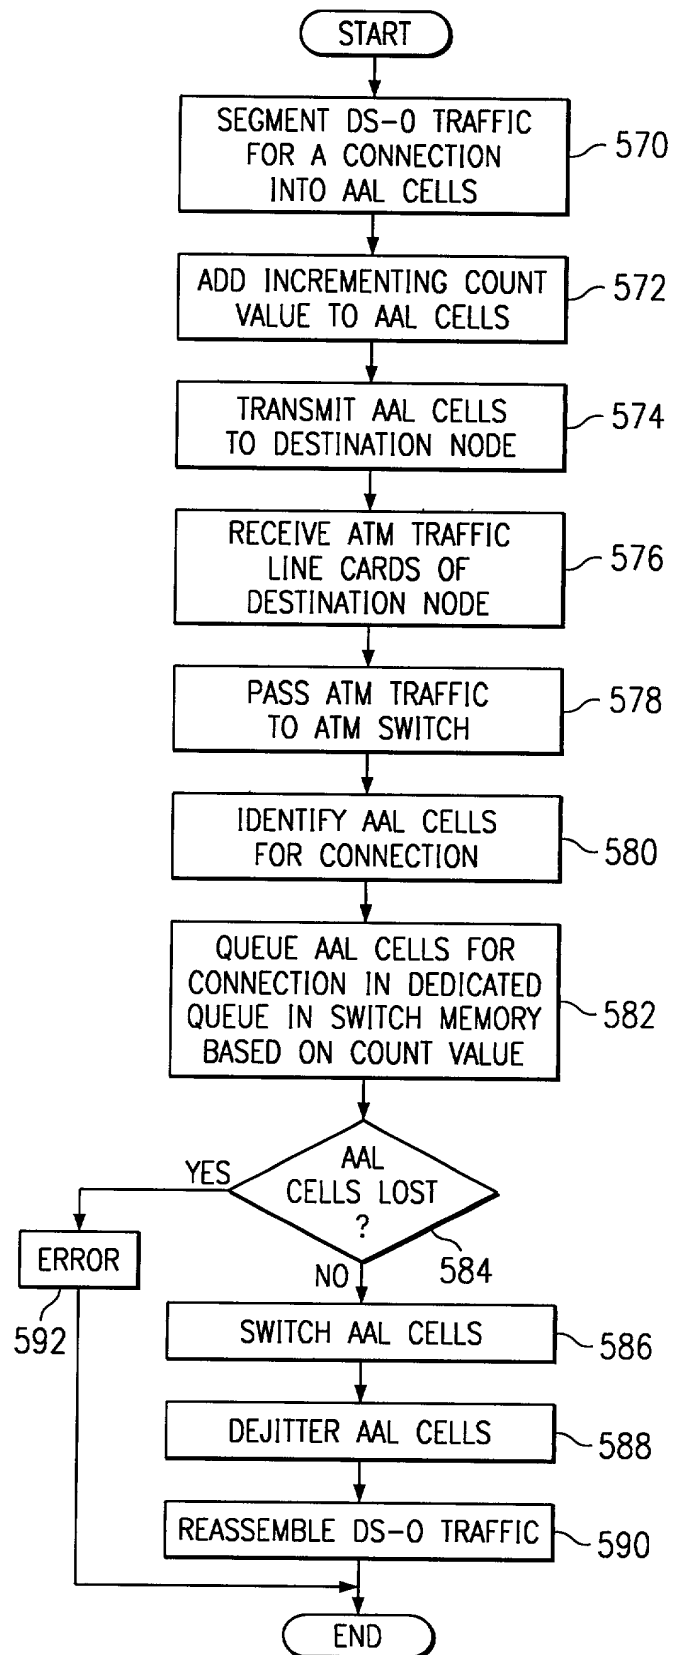 START
SEGMENT DS-0 TRAFFIC
FOR A CONNECTION
INTO AAL CELLS
570
ADD INCREMENTING COUNT
VALUE TO AAL CELLS
572
TRANSMIT AAL CELLS
TO DESTINATION NODE
574
RECEIVE ATM TRAFFIC
LINE CARDS OF
DESTINATION NODE
576
PASS ATM TRAFFIC
TO ATM SWITCH
578
IDENTIFY AAL CELLS
FOR CONNECTION
580
QUEUE AAL CELLS FOR
CONNECTION IN DEDICATED
QUEUE IN SWITCH MEMORY
BASED ON COUNT VALUE
582
AAL
CELLS LOST
?
584
YES
ERROR
592
NO
SWITCH AAL CELLS
586
DEJITTER AAL CELLS
588
REASSEMBLE DS-0 TRAFFIC
590
END